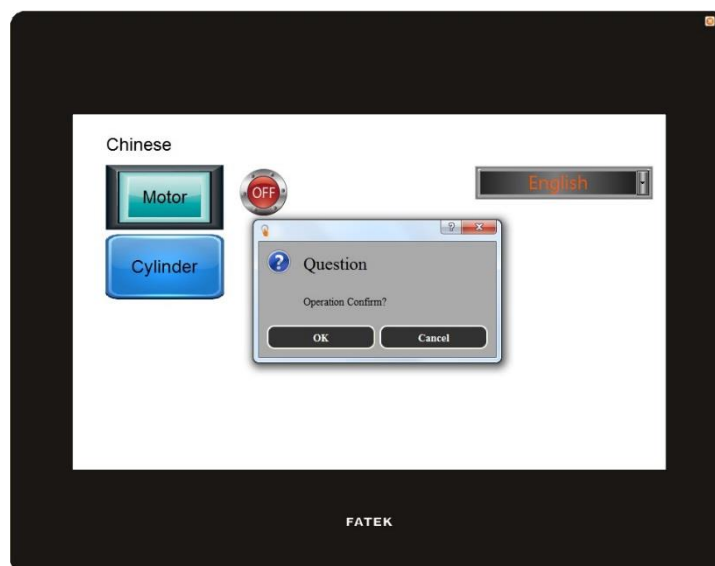 Chinese
Motor
OFF
English
Cylinder
?
Question
Operation Confirm?
OK
Cancel
FATEK